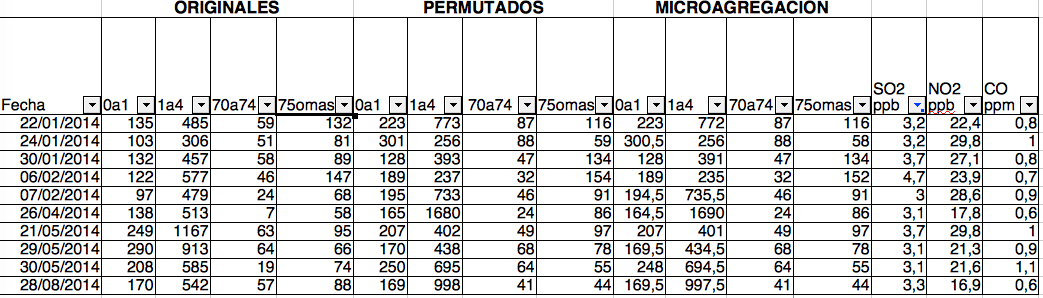 ORIGINALES PERMUTADOS MICROAGREGACION
Fecha 0a1 1a4 70a74 75omas 0a1 1a4 70a74 75omas 0a1 1a4 70a74 75omas SO2 ppb NO2 ppb CO ppm
22/01/2014 135 485 59 132 223 773 87 116 223 772 87 116 3,2 22,4 0,8
24/01/2014 103 306 51 81 301 256 88 59 300,5 256 88 58 3,2 29,8 1
30/01/2014 132 457 58 89 128 393 47 134 128 391 47 134 3,7 27,1 0,8
06/02/2014 122 577 46 147 189 237 32 154 189 235 32 152 4,7 23,9 0,7
07/02/2014 97 479 24 68 195 733 46 91 194,5 735,5 46 91 3 28,6 0,9
26/04/2014 138 513 7 58 165 1680 24 86 164,5 1690 24 86 3,1 17,8 0,6
21/05/2014 249 1167 63 95 207 402 49 97 207 401 49 97 3,7 29,8 1
29/05/2014 290 913 64 66 170 438 68 78 169,5 434,5 68 78 3,1 21,3 0,9
30/05/2014 208 585 19 74 250 695 64 55 248 694,5 64 55 3,1 21,6 1,1
28/08/2014 170 542 57 88 169 998 41 44 169,5 997,5 41 44 3,3 16,9 0,6